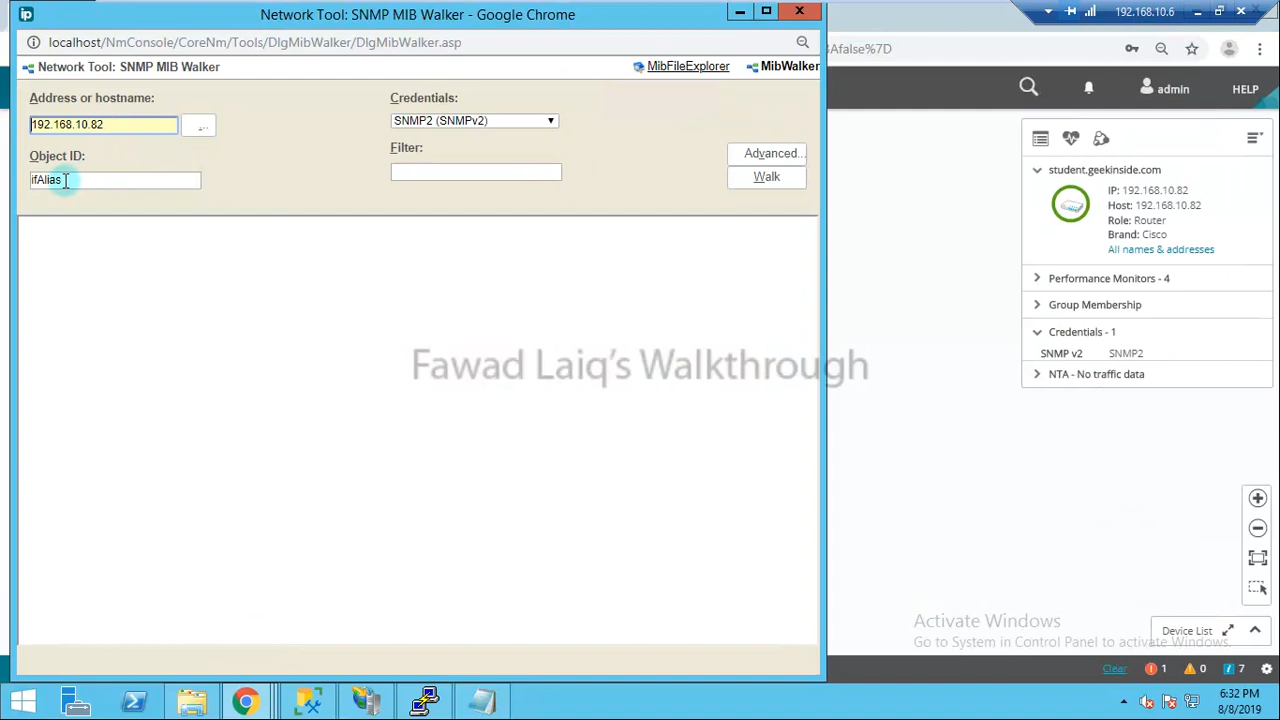 Network Tool: SNMP MIB Walker - Google Chrome
192.168.10.6
localhost/NmConsole/CoreNm/Tools/DlgMibWalker/DlgMibWalker.asp
Afalse%7D
Network Tool: SNMP MIB Walker
MibFileExplorer
MibWalker
admin
HELP
Address or hostname:
Credentials:
192.168.10.82
...
SNMP2 (SNMPv2)
Object ID:
Filter:
Advanced...
ifAlias
Walk
student.geekinside.com
IP: 192.168.10.82
Host: 192.168.10.82
Role: Router
Brand: Cisco
All names & addresses
Performance Monitors - 4
Group Membership
Credentials - 1
SNMP v2 SNMP2
NTA - No traffic data
Fawad Laiq's Walkthrough
Activate Windows
Go to System in Control Panel to activate Windows.
Device List
Clear
1
0
7
6:32 PM
8/8/2019